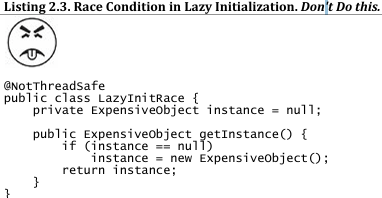 Listing 2.3. Race Condition in Lazy Initialization. Don't Do this.
@NotThreadSafe
public class LazyInitRace {
    private ExpensiveObject instance = null;

    public ExpensiveObject getInstance() {
        if (instance == null)
            instance = new ExpensiveObject();
        return instance;
    }
}